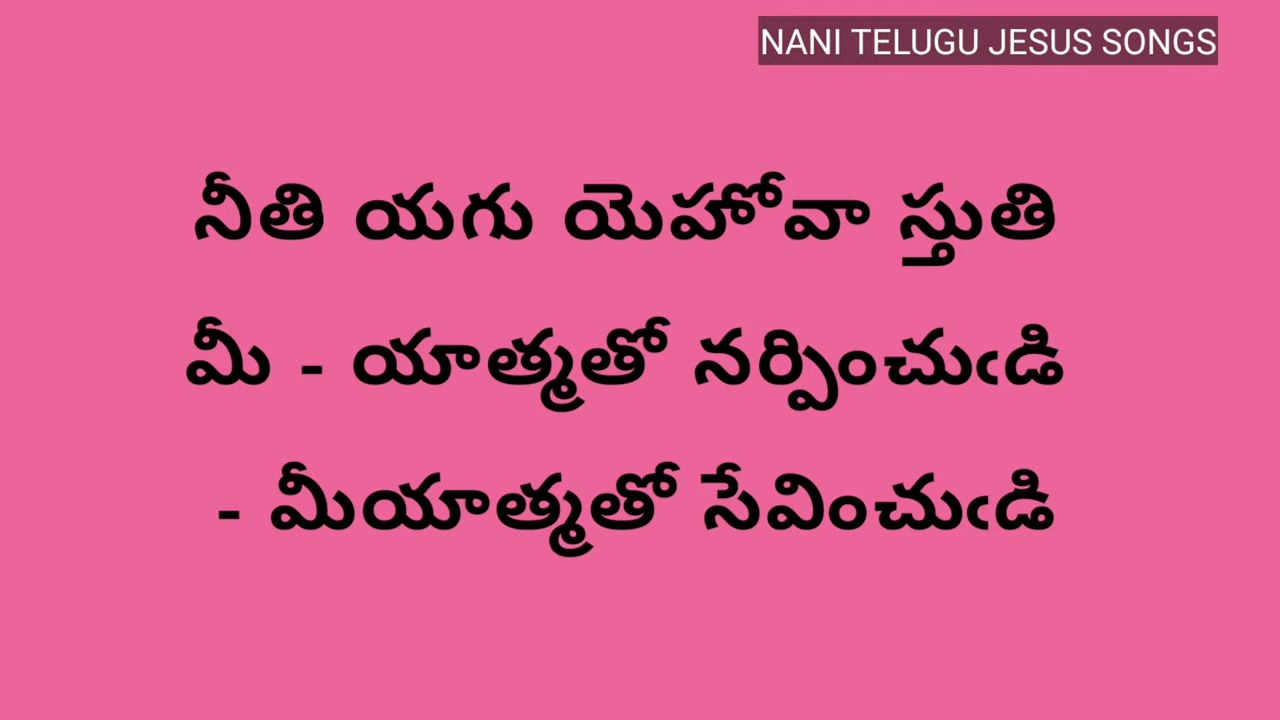 NANI TELUGU JESUS SONGS
నీతి యగు యెహోవా స్తుతి
మీ - యాత్మతో నర్పించుఁడి
- మీయాత్మతో సేవించుఁడి